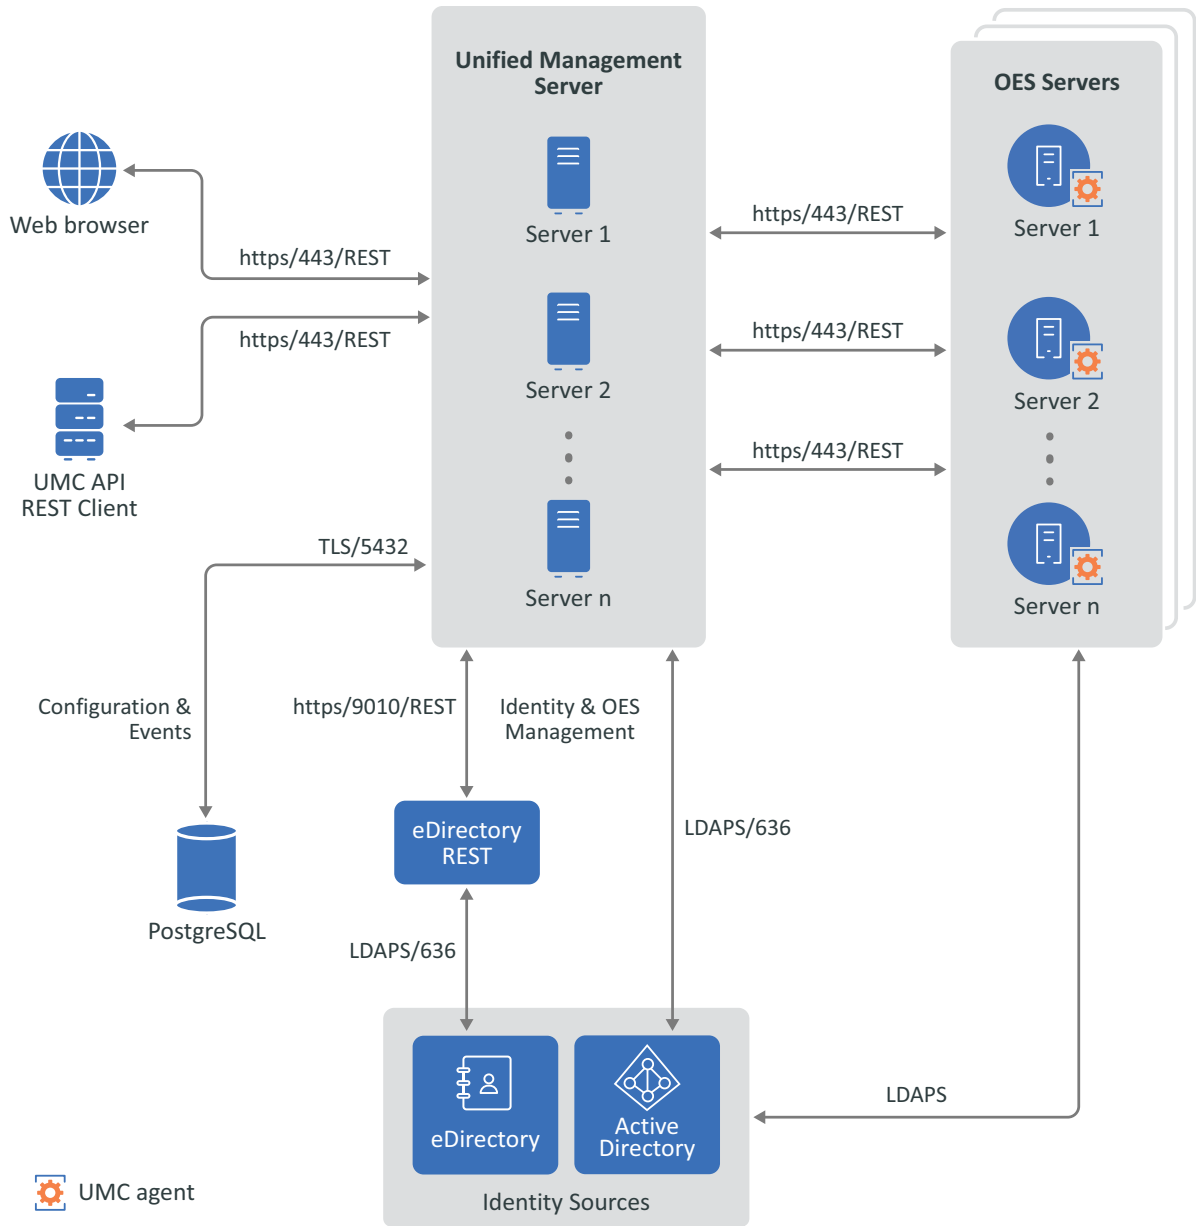 Unified Management
Server
OES Servers
Web browser
https/443/REST
Server 1
https/443/REST
Server 1
https/443/REST
UMC API
REST Client
Server 2
https/443/REST
Server 2
https/443/REST
TLS/5432
Server n
Server n
Configuration &
Events
https/9010/REST
Identity & OES
Management
eDirectory
REST
LDAPS/636
PostgreSQL
LDAPS/636
eDirectory
Active
Directory
LDAPS
Identity Sources
UMC agent